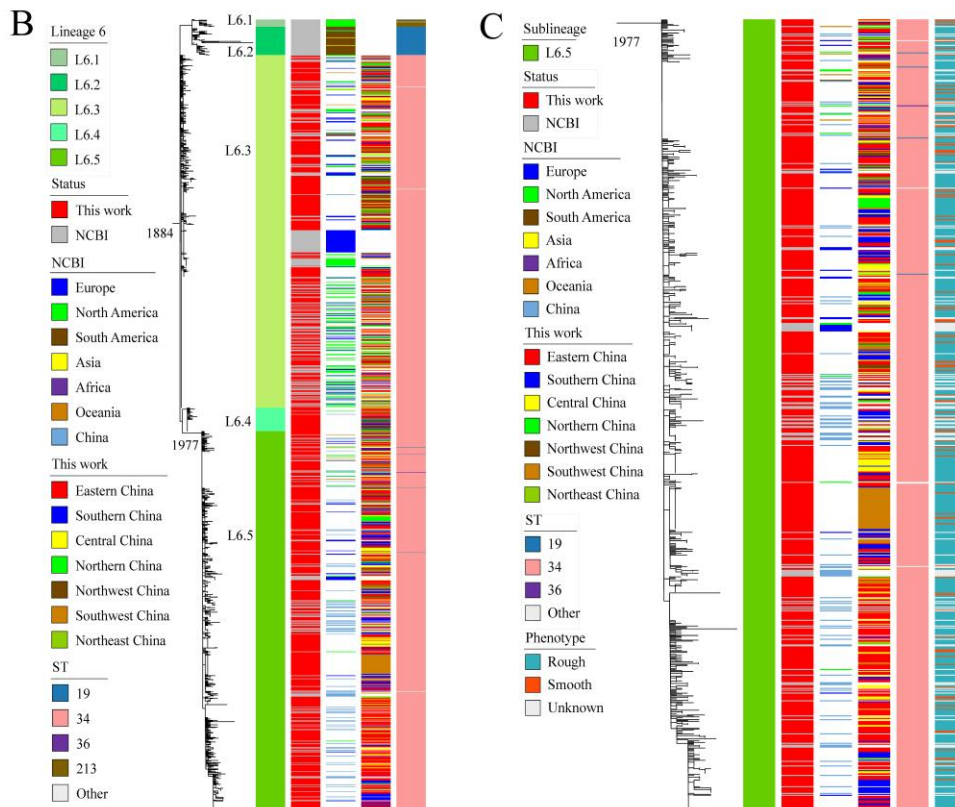 B
Lineage 6
L6.1
L6.2
L6.3
L6.4
L6.5
Status
This work
NCBI
NCBI
Europe
North America
South America
Asia
Africa
Oceania
China
This work
Eastern China
Southern China
Central China
Northern China
Northwest China
Southwest China
Northeast China
ST
19
34
36
213
Other
1884
1977
L6.1
L6.2
L6.3
L6.4
L6.5
C
Sublineage
L6.5
Status
This work
NCBI
NCBI
Europe
North America
South America
Asia
Africa
Oceania
China
This work
Eastern China
Southern China
Central China
Northern China
Northwest China
Southwest China
Northeast China
ST
19
34
36
Other
Phenotype
Rough
Smooth
Unknown
1977